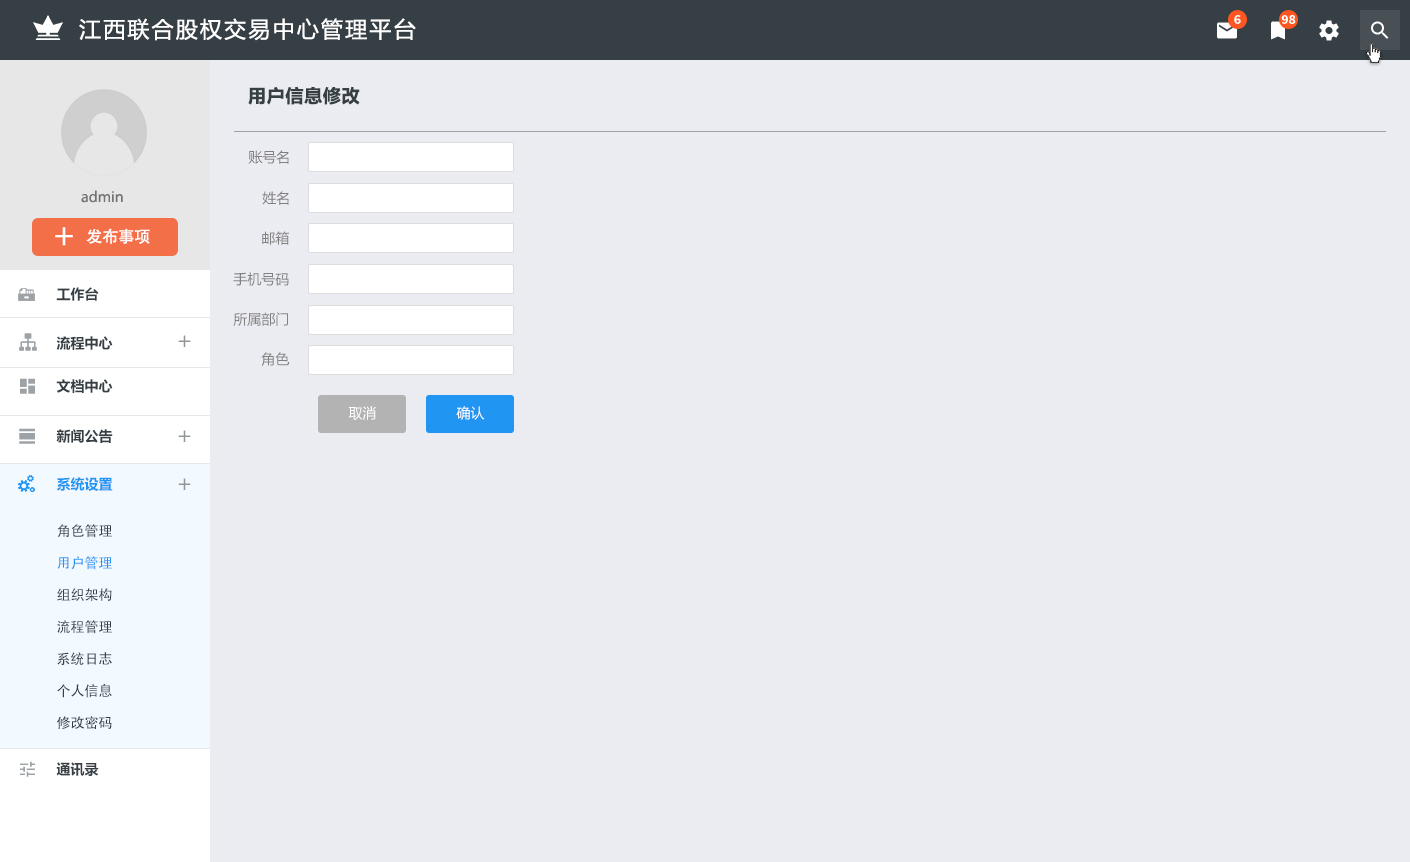 江西联合股权交易中心管理平台
6
98
admin
发布事项
工作台
流程中心
文档中心
新闻公告
系统设置
角色管理
用户管理
组织架构
流程管理
系统日志
个人信息
修改密码
通讯录
用户信息修改
账号名
姓名
邮箱
手机号码
所属部门
角色
取消
确认